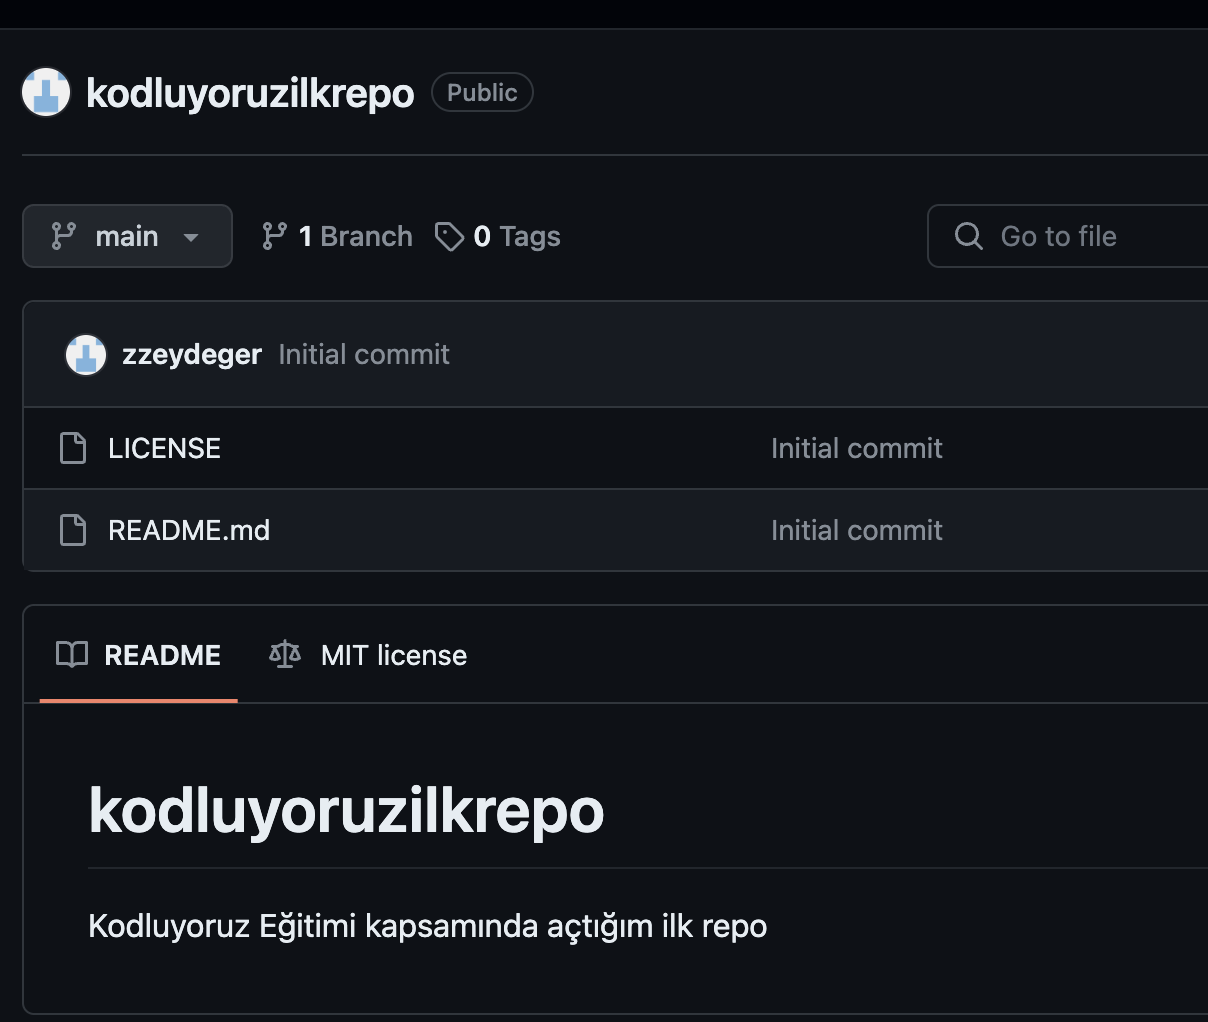 kodluyoruzilkrepo Public
main 1 Branch 0 Tags Go to file
zzeydeger Initial commit
LICENSE Initial commit
README.md Initial commit
README MIT license
kodluyoruzilkrepo
Kodluyoruz Eğitimi kapsamında açtığım ilk repo